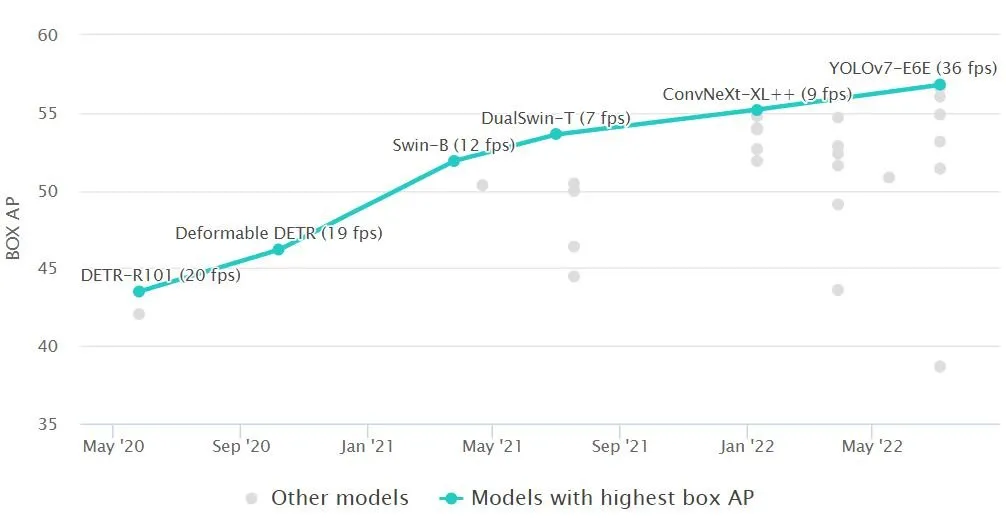 60
YOLOv7-E6E (36 fps)
ConvNeXt-XL++ (9 fps)
55
DualSwin-T (7 fps)
Swin-B (12 fps)
50
BOX AP
Deformable DETR (19 fps)
45
DETR-R101 (20 fps)
40
35
May '20 Sep '20 Jan '21 May '21 Sep '21 Jan '22 May '22
Other models Models with highest box AP